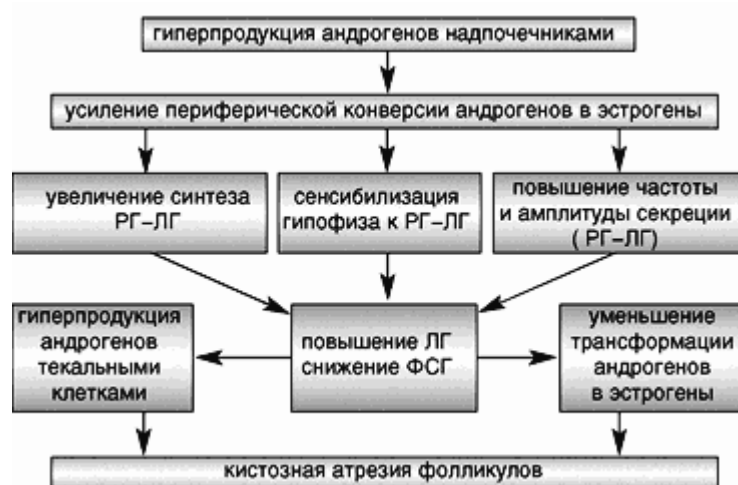 гиперпродукция андрогенов надпочечниками
усиление периферической конверсии андрогенов в эстрогены
увеличение синтеза
РГ–ЛГ
сенсибилизация
гипофиза к РГ–ЛГ
повышение частоты
и амплитуды секреции
( РГ–ЛГ)
гиперпродукция
андрогенов
текальными
клетками
повышение ЛГ
снижение ФСГ
уменьшение
трансформации
андрогенов
в эстрогены
кистозная атрезия фолликулов